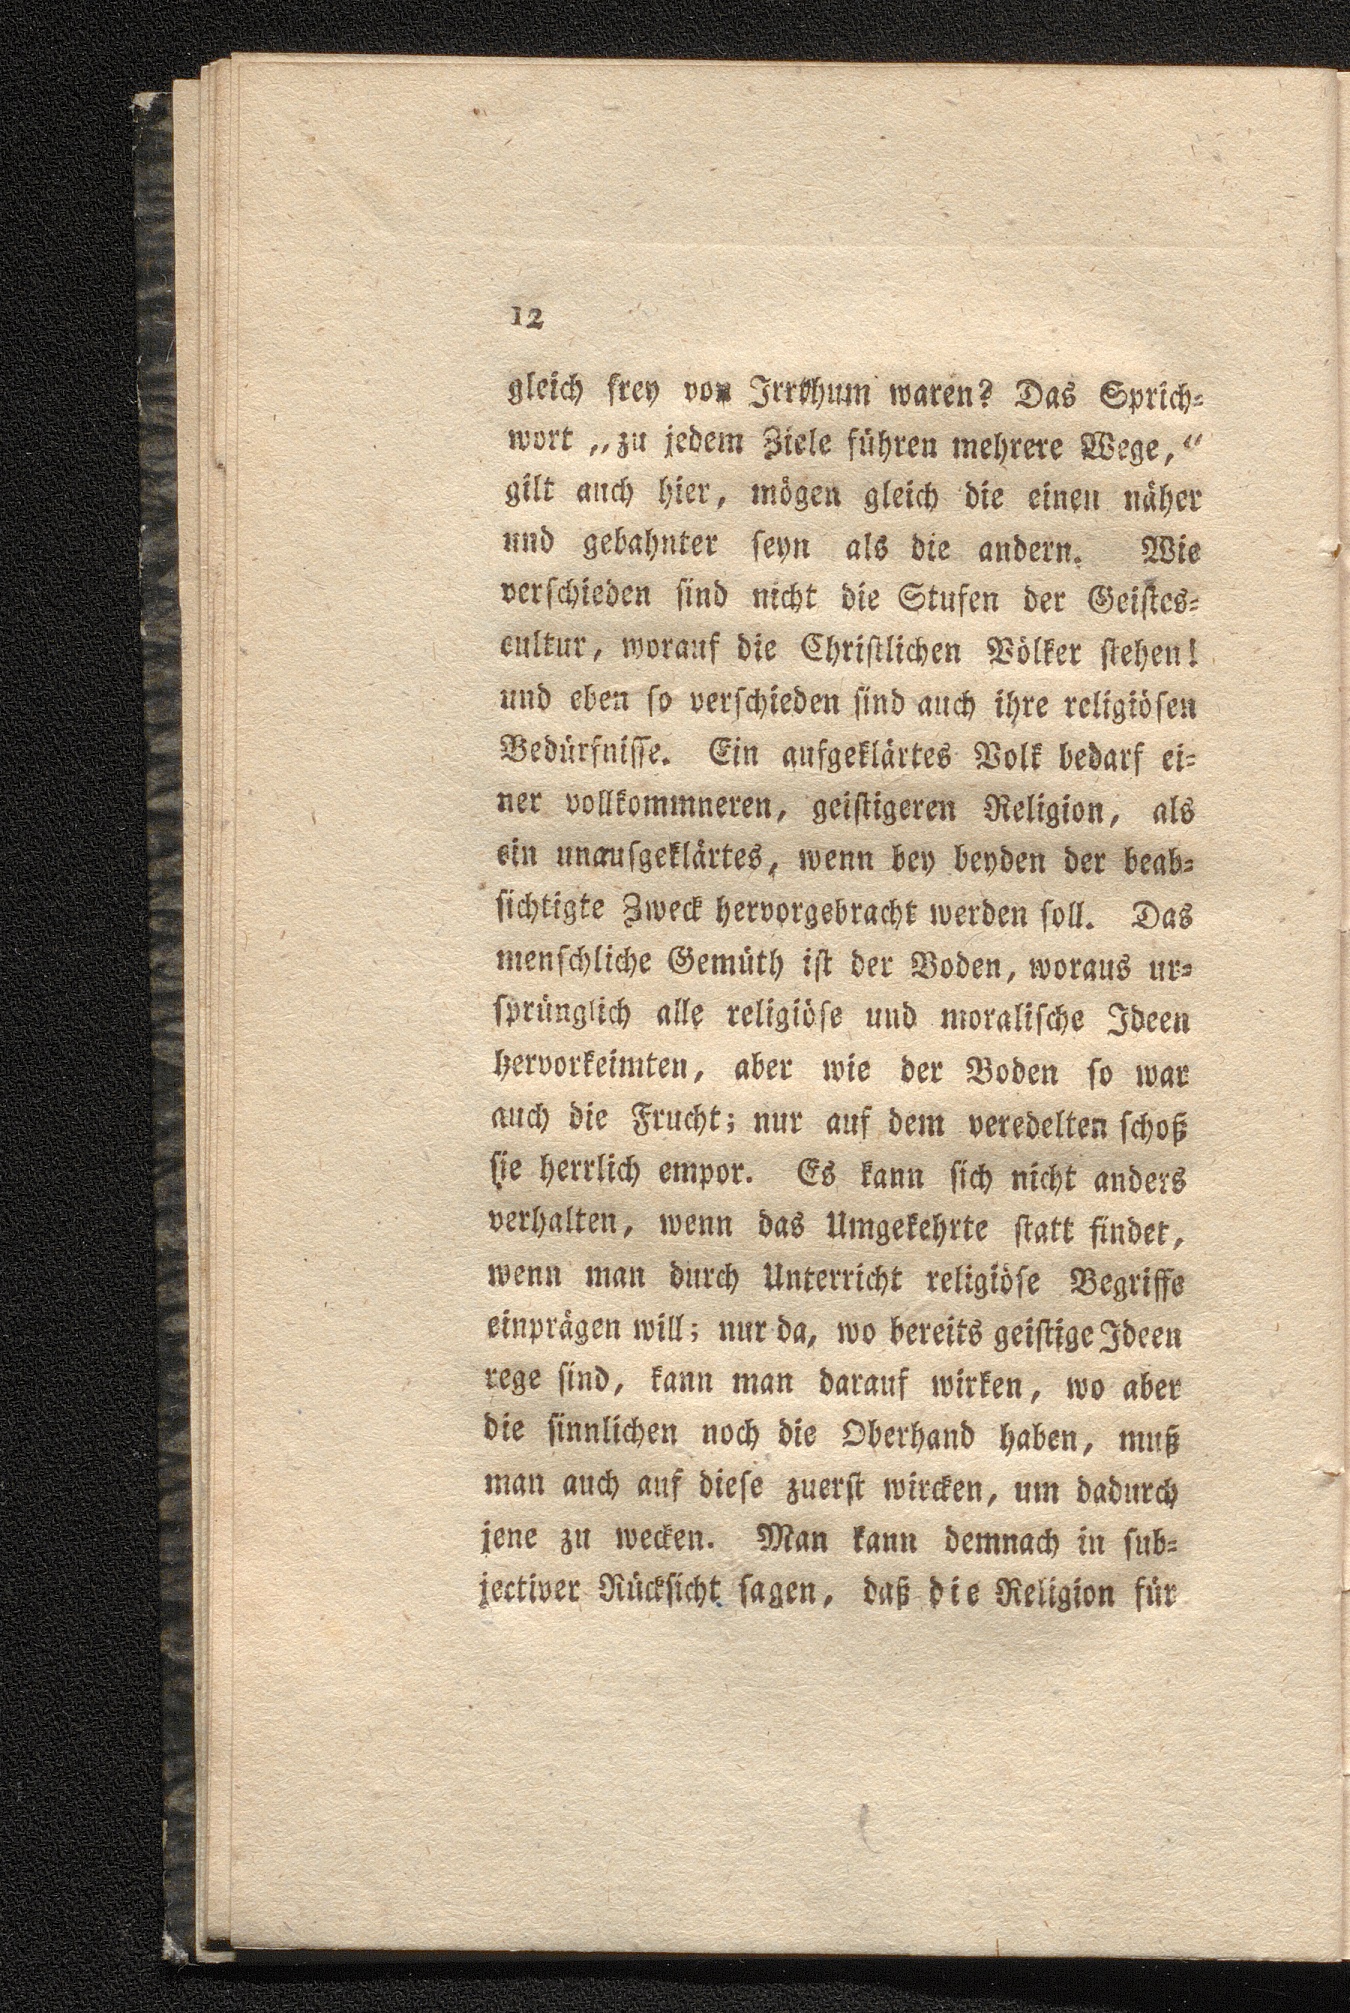 12
gleich frey von Irrthum waren? Das Sprich-
wort „zu jedem Ziele führen mehrere Wege,“
gilt auch hier, mögen gleich die einen näher
und gebahnter seyn als die andern. Wie
verschieden sind nicht die Stufen der Geistes-
cultur, worauf die Christlichen Völker stehen!
und eben so verschieden sind auch ihre religiösen
Bedürfnisse. Ein aufgeklärtes Volk bedarf ei-
ner vollkommneren, geistigeren Religion, als
ein unaufgeklärtes, wenn bey beyden der beab-
sichtigte Zweck hervorgebracht werden soll. Das
menschliche Gemüth ist der Boden, woraus ur-
sprünglich alle religiöse und moralische Ideen
hervorkeimten, aber wie der Boden so war
auch die Frucht; nur auf dem veredelten schoß
sie herrlich empor. Es kann sich nicht anders
verhalten, wenn das Umgekehrte statt findet,
wenn man durch Unterricht religiöse Begriffe
einprägen will; nur da, wo bereits geistige Ideen
rege sind, kann man darauf wirken, wo aber
die sinnlichen noch die Oberhand haben, muß
man auch auf diese zuerst wircken, um dadurch
jene zu wecken. Man kann demnach in sub-
jectiver Rücksicht sagen, daß die Religion für